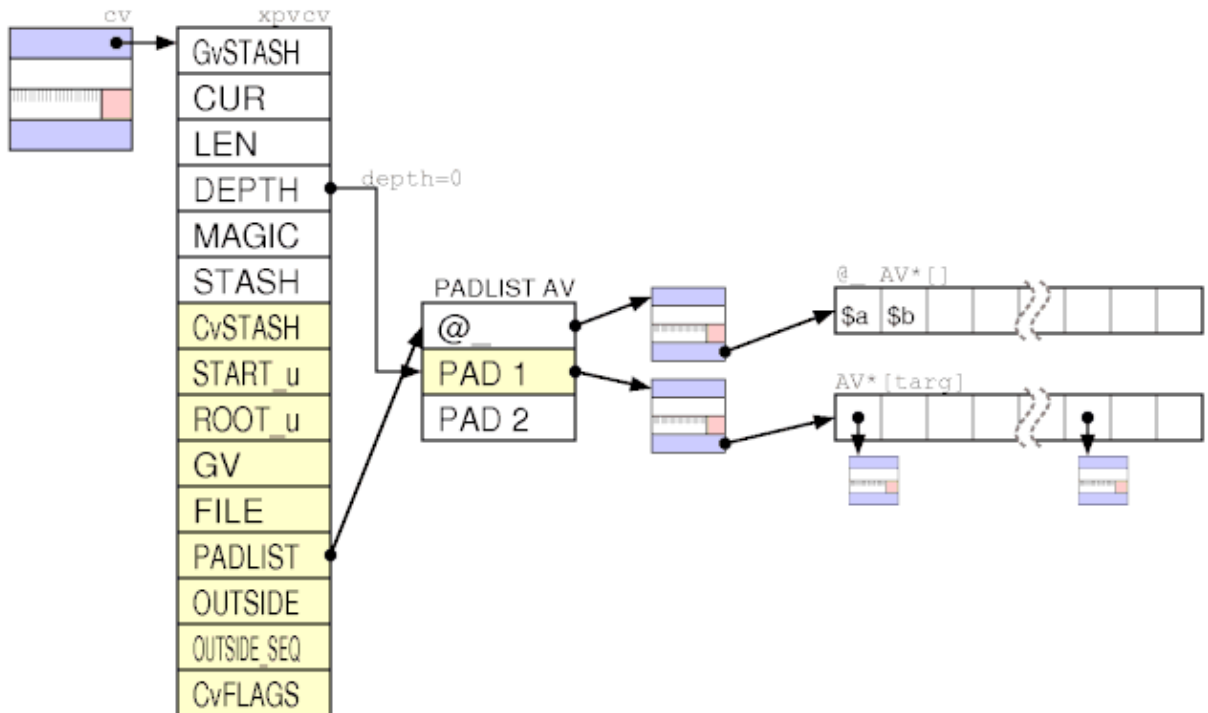 cv
xpvcv
GvSTASH
CUR
LEN
DEPTH
depth=0
MAGIC
STASH
CvSTASH
START_u
ROOT_u
GV
FILE
PADLIST
OUTSIDE
OUTSIDE_SEQ
CvFLAGS
PADLIST AV
@_
PAD 1
PAD 2
@_ AV*[]
$a $b
AV*[targ]